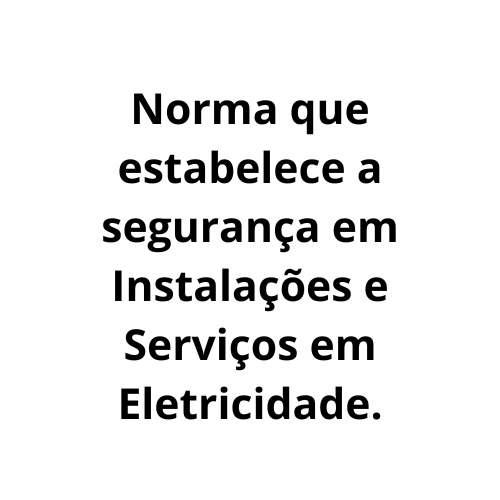 Norma que
estabelece a
segurança em
Instalações e
Serviços em
Eletricidade.